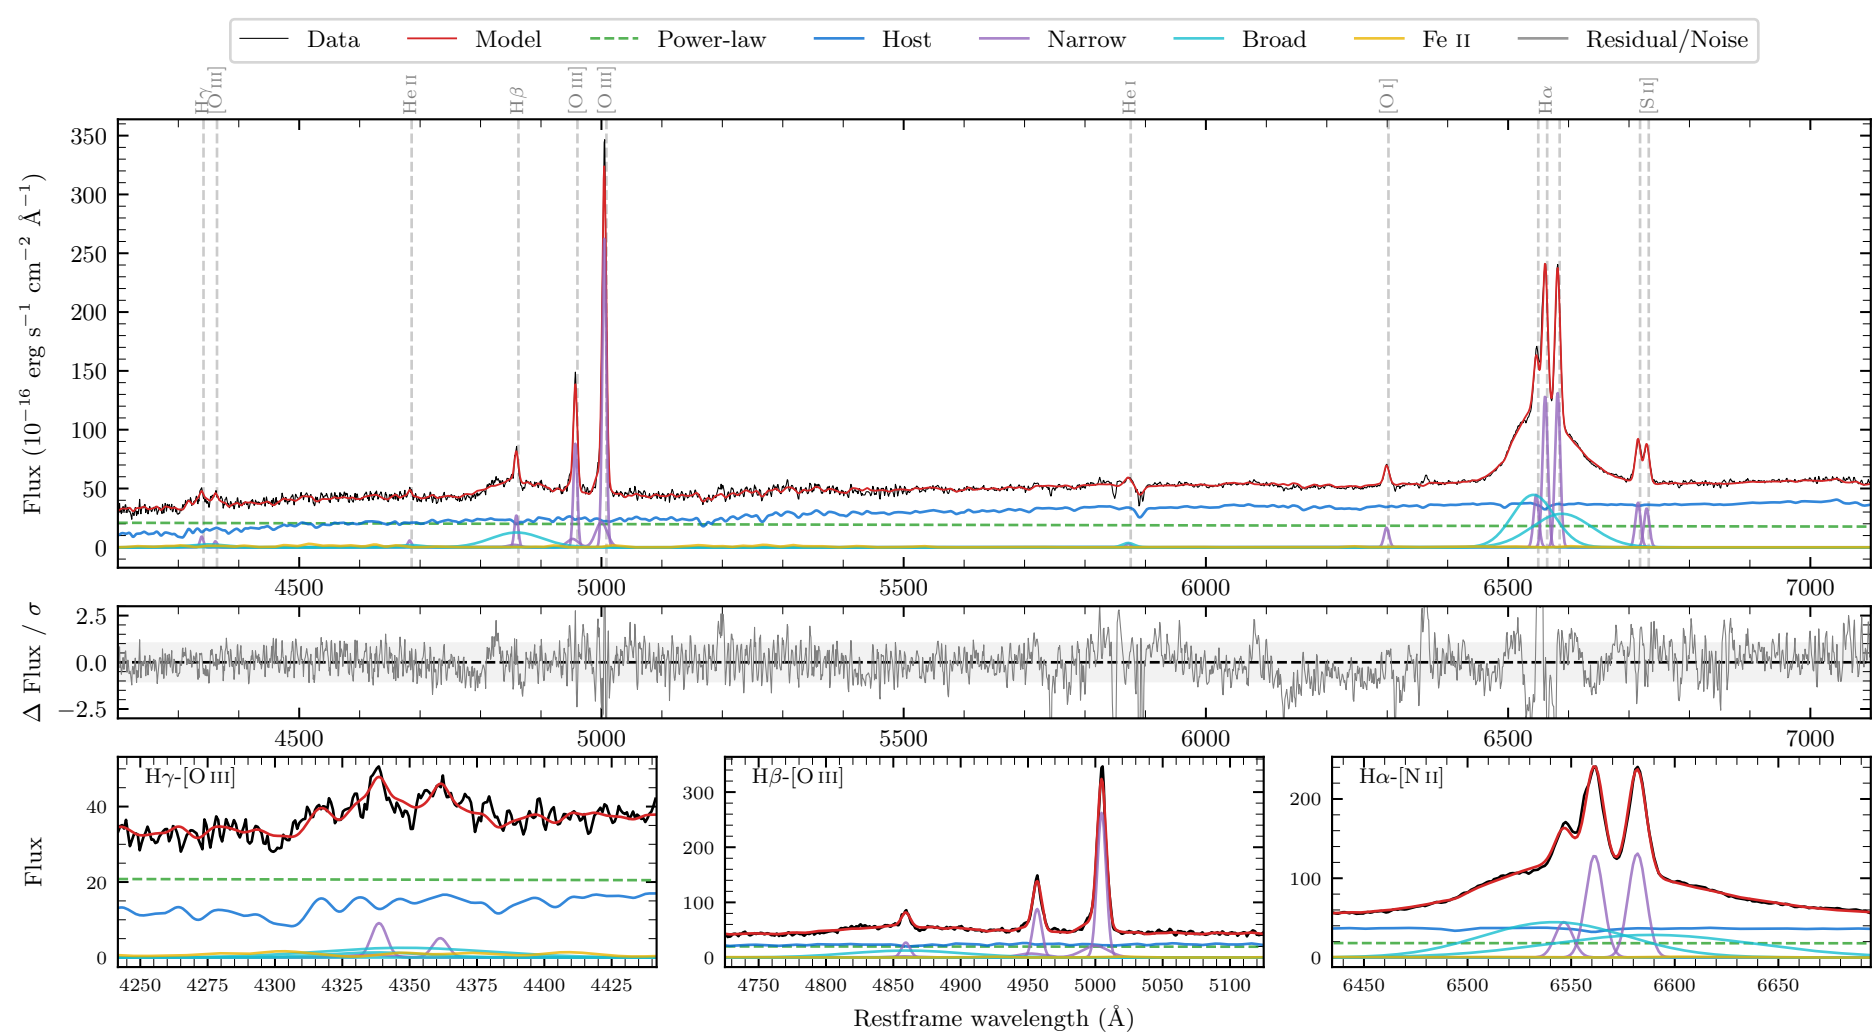 Data Model Power-law Host Narrow Broad Fe II Residual/Noise
Hγ [O III] He II Hβ [O III] [O III] He I [O I] Hα [S II]
Flux (10⁻¹⁶ erg s⁻¹ cm⁻² Å⁻¹)
350
300
250
200
150
100
50
0
4500 5000 5500 6000 6500 7000
Δ Flux / σ
2.5
0.0
−2.5
4500 5000 5500 6000 6500 7000
Flux
Hγ-[O III]
40
20
0
4250 4275 4300 4325 4350 4375 4400 4425
Hβ-[O III]
300
200
100
0
4750 4800 4850 4900 4950 5000 5050 5100
Hα-[N II]
200
100
0
6450 6500 6550 6600 6650
Restframe wavelength (Å)